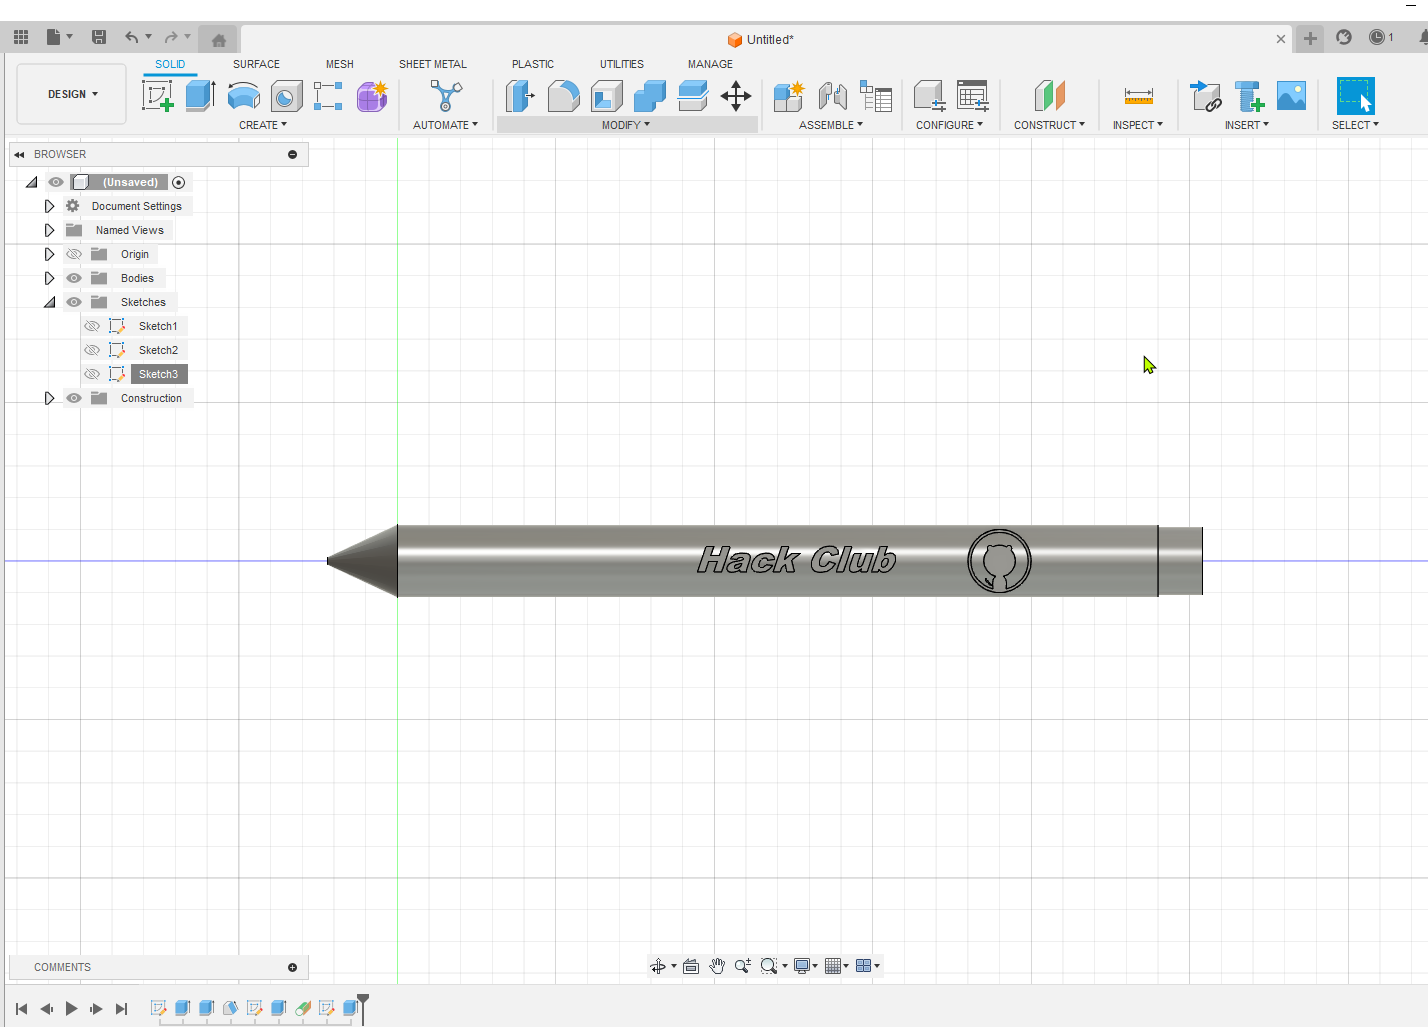 Untitled*
1
SOLID SURFACE MESH SHEET METAL PLASTIC UTILITIES MANAGE
DESIGN
CREATE AUTOMATE MODIFY ASSEMBLE CONFIGURE CONSTRUCT INSPECT INSERT SELECT
BROWSER
(Unsaved)
Document Settings
Named Views
Origin
Bodies
Sketches
Sketch1
Sketch2
Sketch3
Construction
Hack Club
COMMENTS